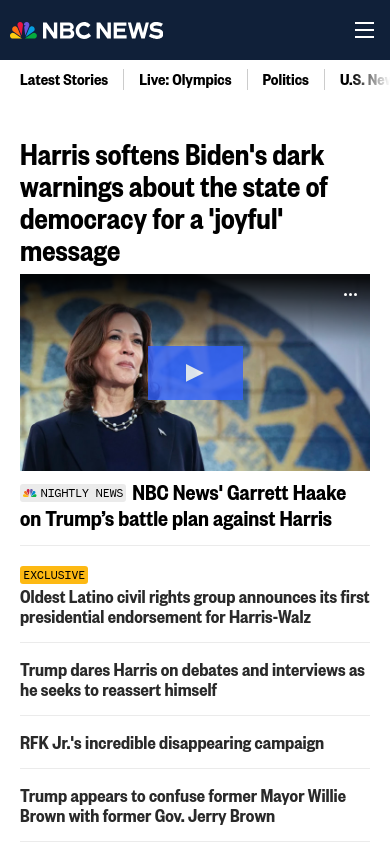 NBC NEWS
Latest Stories
Live: Olympics
Politics
U.S. New
Harris softens Biden's dark
warnings about the state of
democracy for a 'joyful'
message
NIGHTLY NEWS NBC News' Garrett Haake
on Trump’s battle plan against Harris
EXCLUSIVE
Oldest Latino civil rights group announces its first
presidential endorsement for Harris-Walz
Trump dares Harris on debates and interviews as
he seeks to reassert himself
RFK Jr.'s incredible disappearing campaign
Trump appears to confuse former Mayor Willie
Brown with former Gov. Jerry Brown